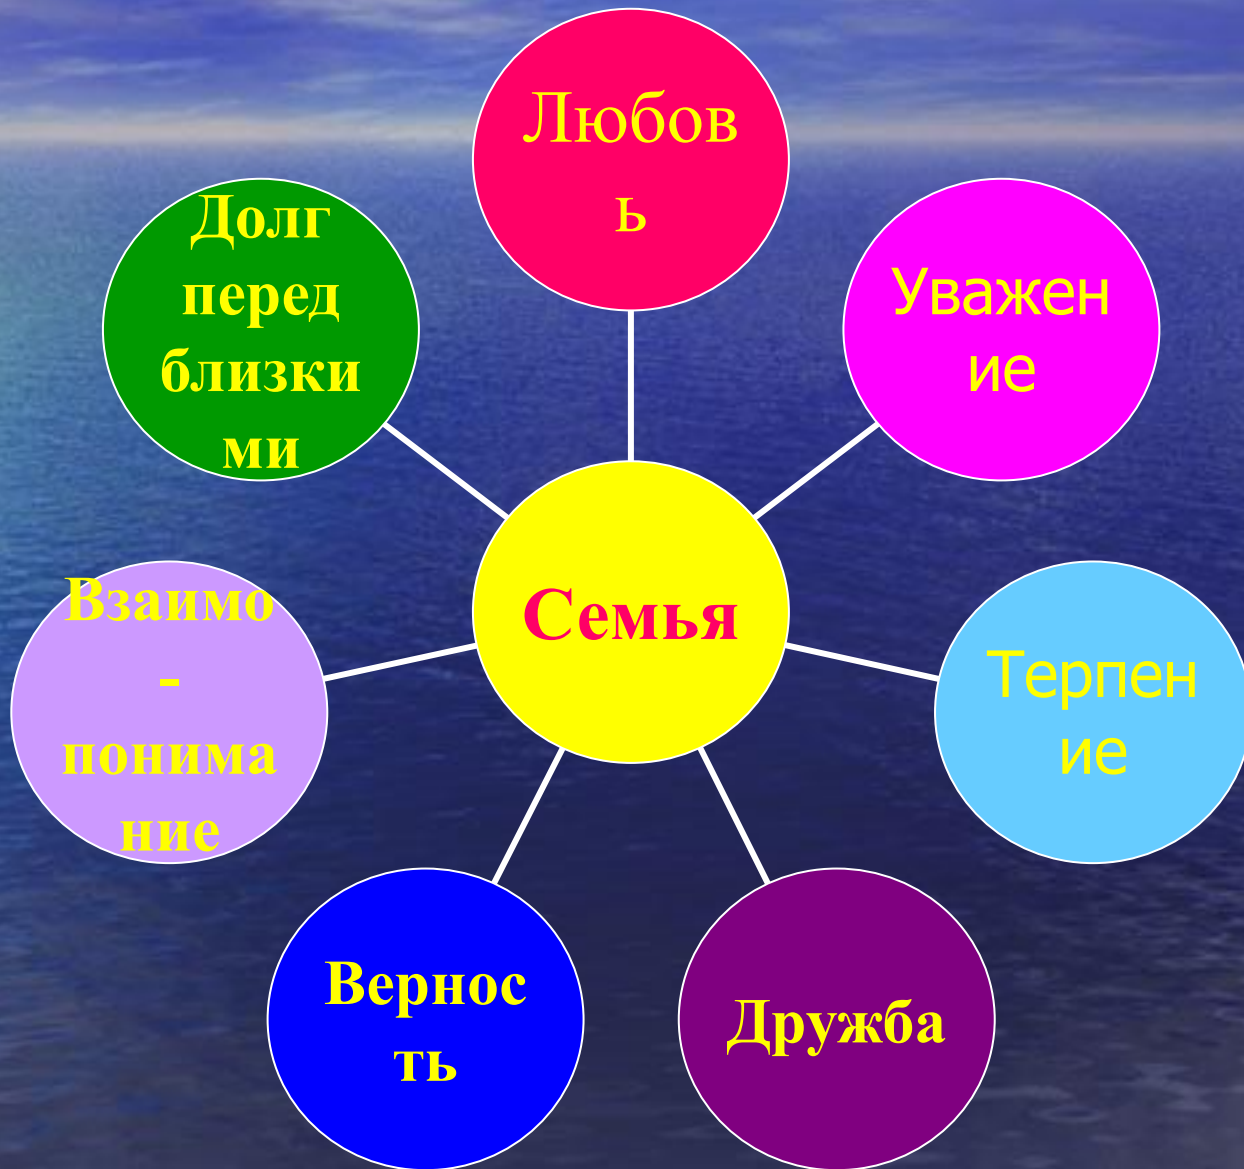 Любов
ь
Уважен
ие
Терпен
ие
Дружба
Вернос
ть
Взаимо
-
понима
ние
Долг
перед
близки
ми
Семья